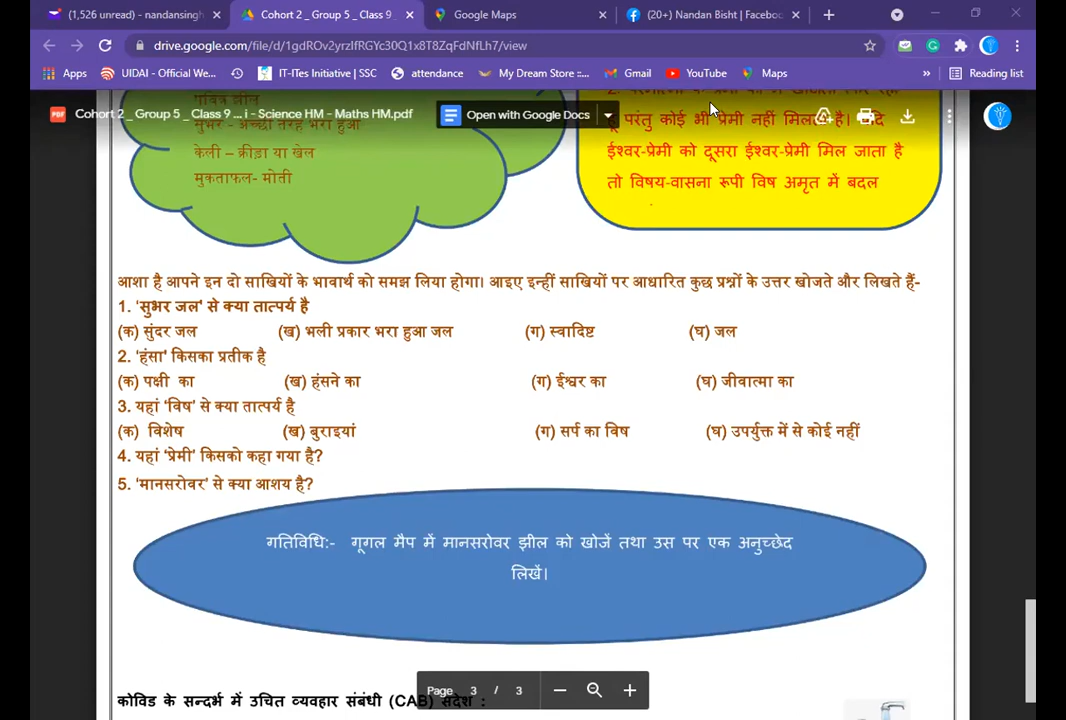 (1,526 unread) - nandansingh
Cohort 2 _ Group 5 _ Class 9
Google Maps
(20+) Nandan Bisht | Faceboo
drive.google.com/file/d/1gdROv2yrzIfRGYc30Q1x8T8ZqFdNfLh7/view
Apps UIDAI - Official We... IT-ITes Initiative | SSC attendance My Dream Store ::... Gmail YouTube Maps » Reading list
Cohort 2 _ Group 5 _ Class 9 ... i - Science HM - Maths HM.pdf
Open with Google Docs
पवित्र झील
सुभर - अच्छी तरह भरा हुआ
केली – क्रीड़ा या खेल
मुकताफल- मोती
परंतु कोई भी प्रेमी नहीं मिलता है।
ईश्वर-प्रेमी को दूसरा ईश्वर-प्रेमी मिल जाता है
तो विषय-वासना रूपी विष अमृत में बदल
आशा है आपने इन दो साखियों के भावार्थ को समझ लिया होगा। आइए इन्हीं साखियों पर आधारित कुछ प्रश्नों के उत्तर खोजते और लिखते हैं-
1. 'सुभर जल' से क्या तात्पर्य है
(क) सुंदर जल (ख) भली प्रकार भरा हुआ जल (ग) स्वादिष्ट (घ) जल
2. 'हंसा' किसका प्रतीक है
(क) पक्षी का (ख) हंसने का (ग) ईश्वर का (घ) जीवात्मा का
3. यहां 'विष' से क्या तात्पर्य है
(क) विशेष (ख) बुराइयां (ग) सर्प का विष (घ) उपर्युक्त में से कोई नहीं
4. यहां 'प्रेमी' किसको कहा गया है?
5. 'मानसरोवर' से क्या आशय है?
गतिविधि:- गूगल मैप में मानसरोवर झील को खोजें तथा उस पर एक अनुच्छेद
लिखें।
कोविड के सन्दर्भ में उचित व्यवहार संबंधी (CAB) संदेश :
Page 3 / 3